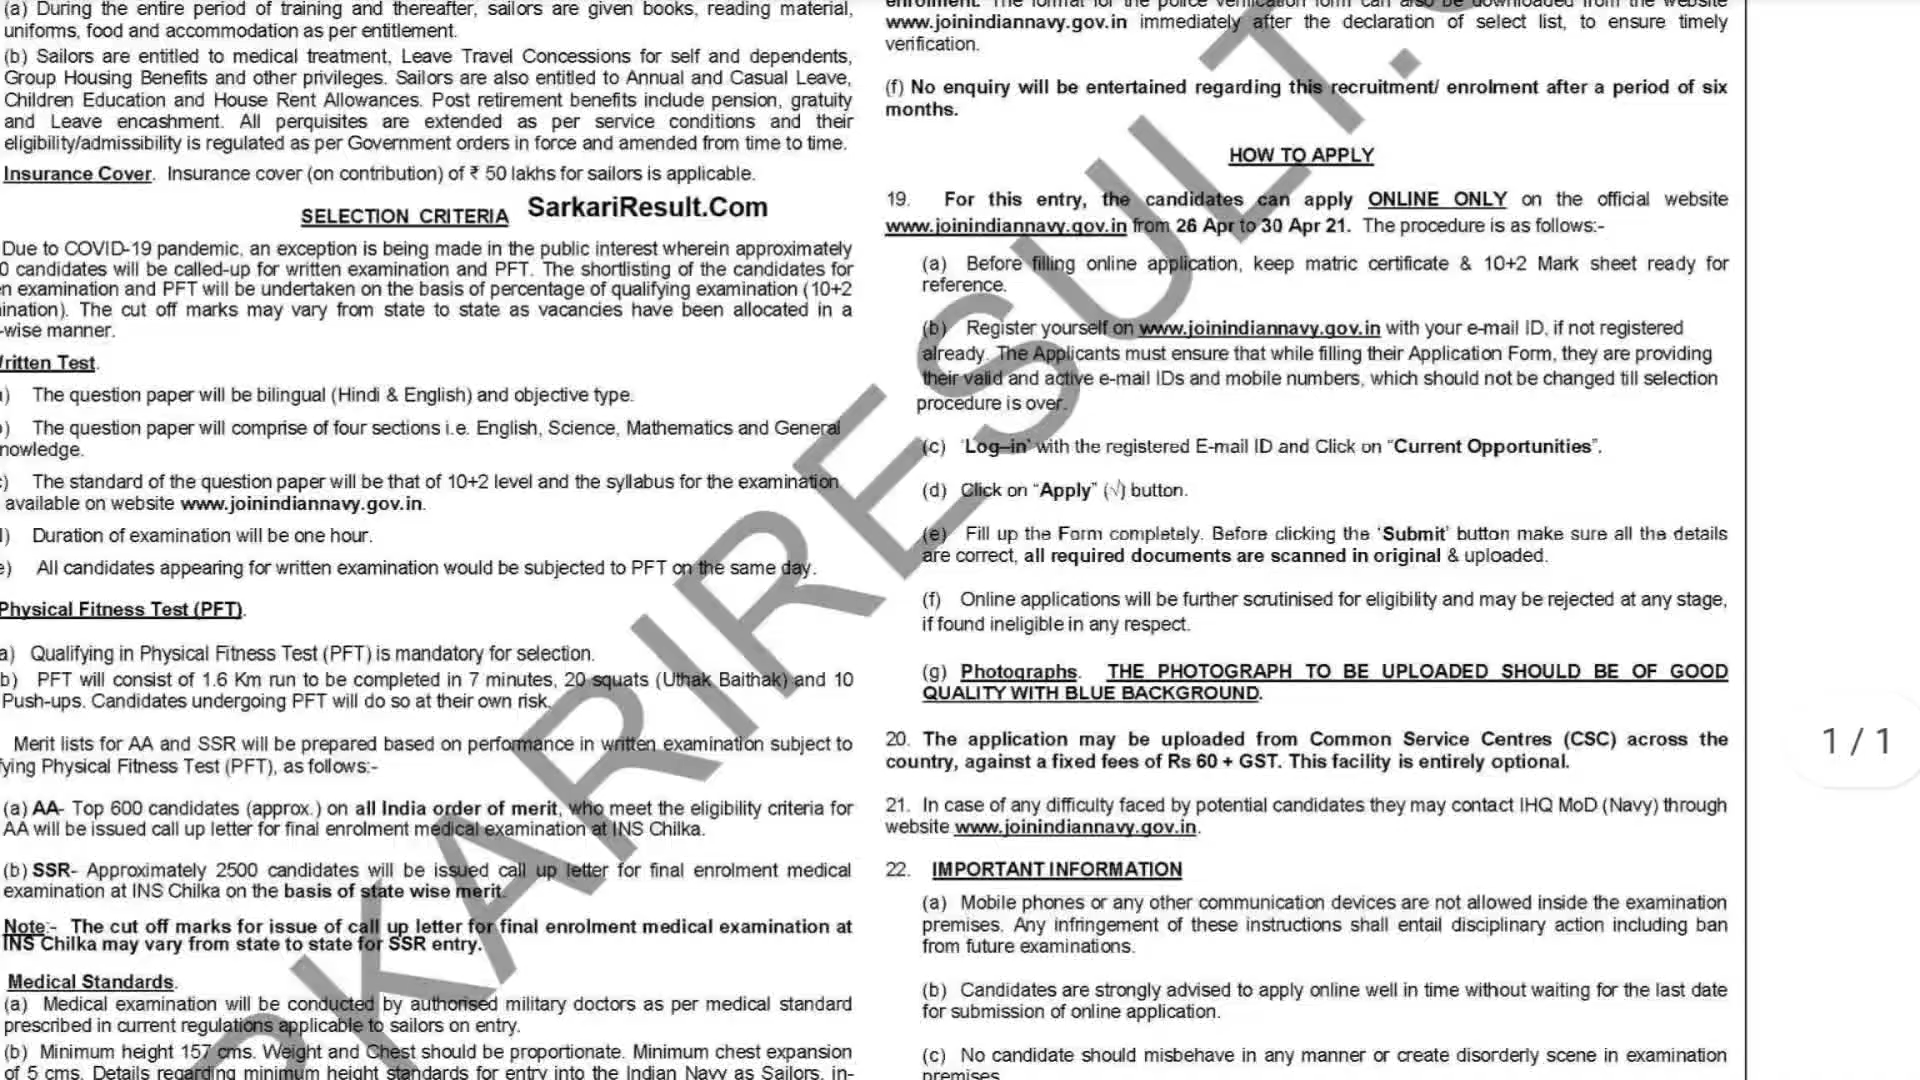 (a) During the entire period of training and thereafter, sailors are given books, reading material,
uniforms, food and accommodation as per entitlement.
(b) Sailors are entitled to medical treatment, Leave Travel Concessions for self and dependents,
Group Housing Benefits and other privileges. Sailors are also entitled to Annual and Casual Leave,
Children Education and House Rent Allowances. Post retirement benefits include pension, gratuity
and Leave encashment. All perquisites are extended as per service conditions and their
eligibility/admissibility is regulated as per Government orders in force and amended from time to time.
Insurance Cover. Insurance cover (on contribution) of ₹ 50 lakhs for sailors is applicable.
SELECTION CRITERIA SarkariResult.Com
Due to COVID-19 pandemic, an exception is being made in the public interest wherein approximately
0 candidates will be called-up for written examination and PFT. The shortlisting of the candidates for
n examination and PFT will be undertaken on the basis of percentage of qualifying examination (10+2
ination). The cut off marks may vary from state to state as vacancies have been allocated in a
-wise manner.
ritten Test.
) The question paper will be bilingual (Hindi & English) and objective type.
) The question paper will comprise of four sections i.e. English, Science, Mathematics and General
nowledge.
) The standard of the question paper will be that of 10+2 level and the syllabus for the examination
available on website www.joinindiannavy.gov.in.
) Duration of examination will be one hour.
e) All candidates appearing for written examination would be subjected to PFT on the same day.
Physical Fitness Test (PFT).
a) Qualifying in Physical Fitness Test (PFT) is mandatory for selection.
b) PFT will consist of 1.6 Km run to be completed in 7 minutes, 20 squats (Uthak Baithak) and 10
Push-ups. Candidates undergoing PFT will do so at their own risk.
Merit lists for AA and SSR will be prepared based on performance in written examination subject to
fying Physical Fitness Test (PFT), as follows:-
(a) AA- Top 600 candidates (approx.) on all India order of merit, who meet the eligibility criteria for
AA will be issued call up letter for final enrolment medical examination at INS Chilka.
(b) SSR- Approximately 2500 candidates will be issued call up letter for final enrolment medical
examination at INS Chilka on the basis of state wise merit.
Note:- The cut off marks for issue of call up letter for final enrolment medical examination at
INS Chilka may vary from state to state for SSR entry.
Medical Standards.
(a) Medical examination will be conducted by authorised military doctors as per medical standard
prescribed in current regulations applicable to sailors on entry.
(b) Minimum height 157 cms. Weight and Chest should be proportionate. Minimum chest expansion
of 5 cms. Details regarding minimum height standards for entry into the Indian Navy as Sailors, in-
enrolment. The format for the police verification form can also be downloaded from the website
www.joinindiannavy.gov.in immediately after the declaration of select list, to ensure timely
verification.
(f) No enquiry will be entertained regarding this recruitment/ enrolment after a period of six
months.
HOW TO APPLY
19. For this entry, the candidates can apply ONLINE ONLY on the official website
www.joinindiannavy.gov.in from 26 Apr to 30 Apr 21. The procedure is as follows:-
(a) Before filling online application, keep matric certificate & 10+2 Mark sheet ready for
reference.
(b) Register yourself on www.joinindiannavy.gov.in with your e-mail ID, if not registered
already. The Applicants must ensure that while filling their Application Form, they are providing
their valid and active e-mail IDs and mobile numbers, which should not be changed till selection
procedure is over.
(c) 'Log–in' with the registered E-mail ID and Click on “Current Opportunities”.
(d) Click on “Apply” (√) button.
(e) Fill up the Form completely. Before clicking the ‘Submit’ button make sure all the details
are correct, all required documents are scanned in original & uploaded.
(f) Online applications will be further scrutinised for eligibility and may be rejected at any stage,
if found ineligible in any respect.
(g) Photographs. THE PHOTOGRAPH TO BE UPLOADED SHOULD BE OF GOOD
QUALITY WITH BLUE BACKGROUND.
20. The application may be uploaded from Common Service Centres (CSC) across the
country, against a fixed fees of Rs 60 + GST. This facility is entirely optional.
21. In case of any difficulty faced by potential candidates they may contact IHQ MoD (Navy) through
website www.joinindiannavy.gov.in.
22. IMPORTANT INFORMATION
(a) Mobile phones or any other communication devices are not allowed inside the examination
premises. Any infringement of these instructions shall entail disciplinary action including ban
from future examinations.
(b) Candidates are strongly advised to apply online well in time without waiting for the last date
for submission of online application.
(c) No candidate should misbehave in any manner or create disorderly scene in examination
premises.
RKARIRESULT.
1 / 1